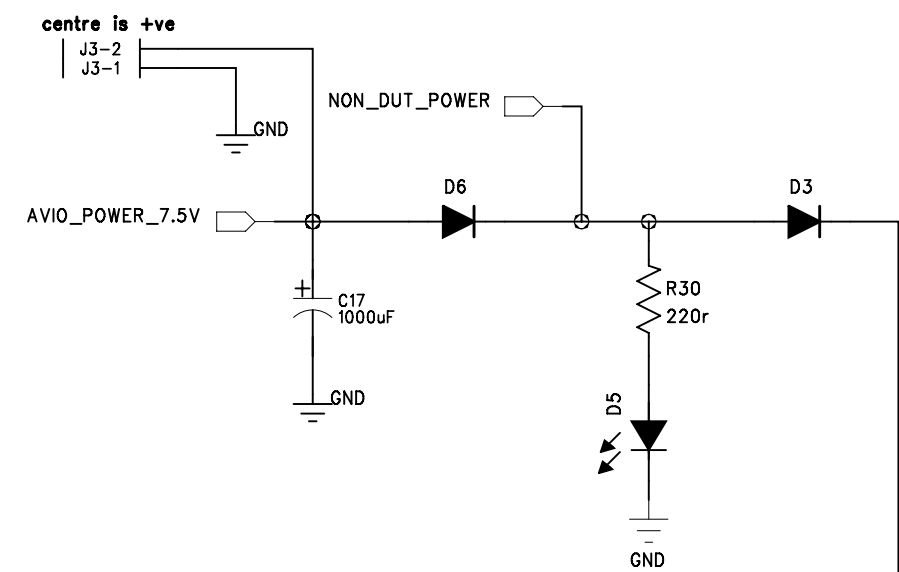 centre is +ve
J3-2
J3-1
GND
NON_DUT_POWER
AVIO_POWER_7.5V
D6
D3
+
C17
1000uF
R30
220r
GND
D5
GND